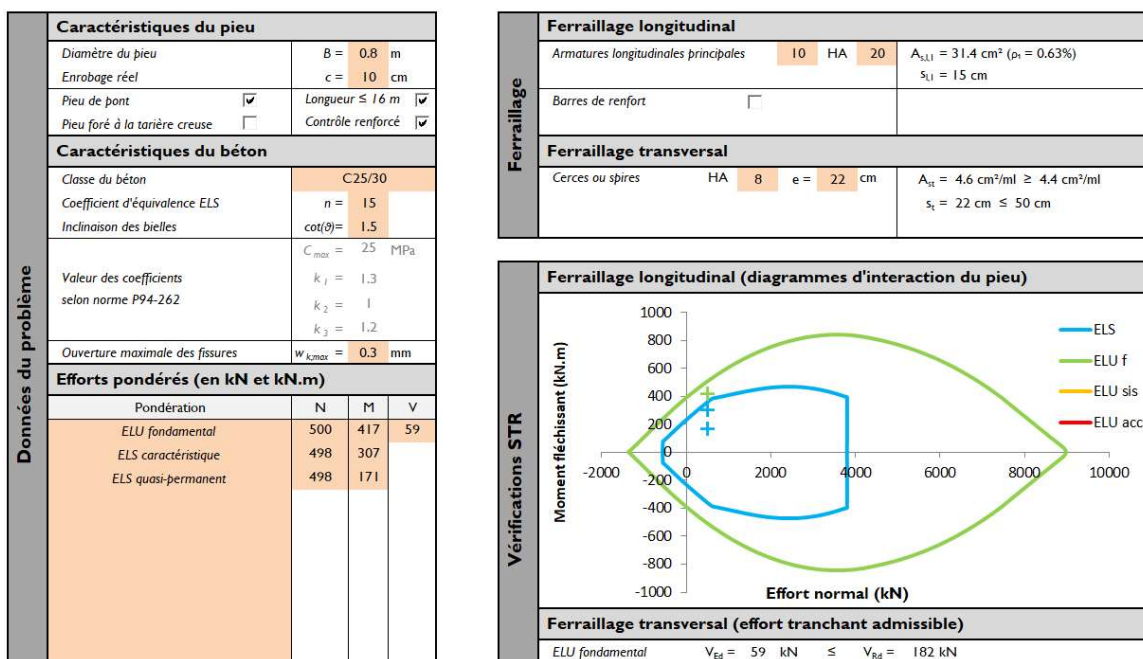 Données du problème
Caractéristiques du pieu
Diamètre du pieu B = 0.8 m
Enrobage réel c = 10 cm
Pieu de pont Longueur ≤ 16 m
Pieu foré à la tarière creuse Contrôle renforcé
Caractéristiques du béton
Classe du béton C25/30
Coefficient d'équivalence ELS n = 15
Inclinaison des bielles cot(θ)= 1.5
C max = 25 MPa
Valeur des coefficients k 1 = 1.3
selon norme P94-262
k 2 = 1
k 3 = 1.2
Ouverture maximale des fissures w k;max = 0.3 mm
Efforts pondérés (en kN et kN.m)
Pondération N M V
ELU fondamental 500 417 59
ELS caractéristique 498 307
ELS quasi-permanent 498 171
Ferraillage
Ferraillage longitudinal
Armatures longitudinales principales 10 HA 20 As,l,1 = 31.4 cm² (ρ1 = 0.63%)
sl,1 = 15 cm
Barres de renfort
Ferraillage transversal
Cerces ou spires HA 8 e = 22 cm Ast = 4.6 cm²/ml ≥ 4.4 cm²/ml
st = 22 cm ≤ 50 cm
Vérifications STR
Ferraillage longitudinal (diagrammes d'interaction du pieu)
Moment fléchissant (kN.m)
1000
800
600
400
200
0
-200
-400
-600
-800
-1000
-2000 0 2000 4000 6000 8000 10000
Effort normal (kN)
ELS
ELU f
ELU sis
ELU acc
Ferraillage transversal (effort tranchant admissible)
ELU fondamental VEd = 59 kN ≤ VRd = 182 kN